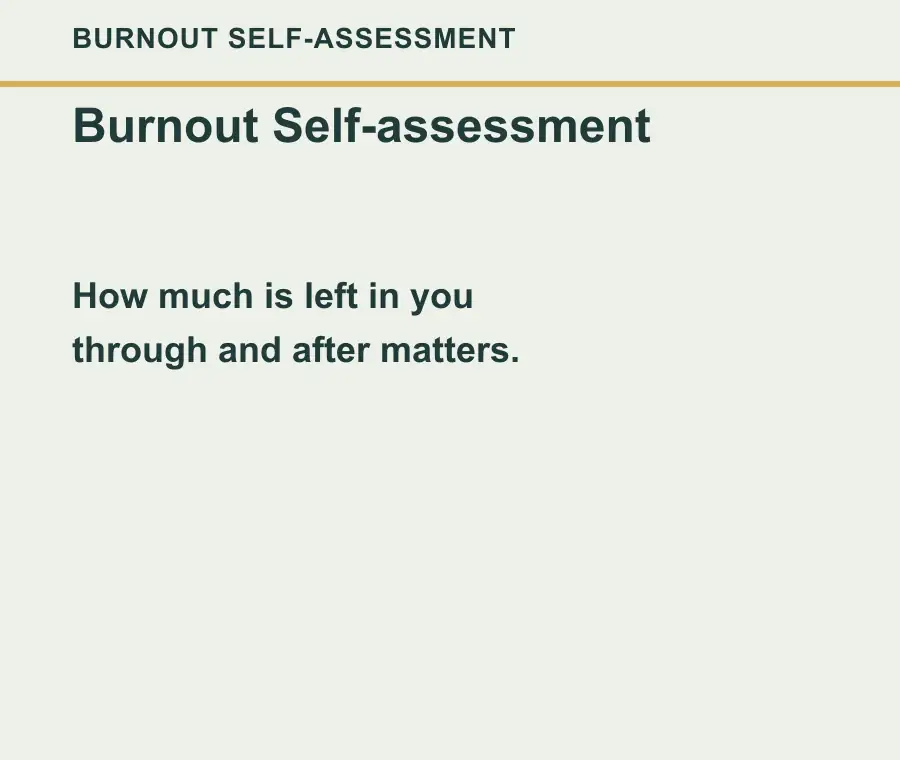 BURNOUT SELF-ASSESSMENT
Burnout Self-assessment
How much is left in you
through and after matters.